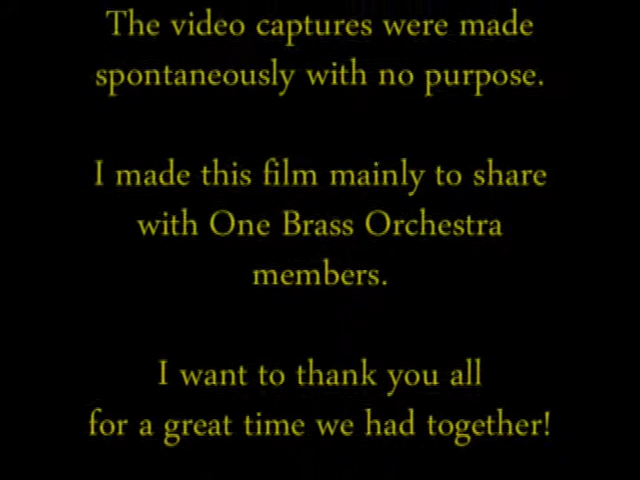 The video captures were made
spontaneously with no purpose.
I made this film mainly to share
with One Brass Orchestra
members.
I want to thank you all
for a great time we had together!